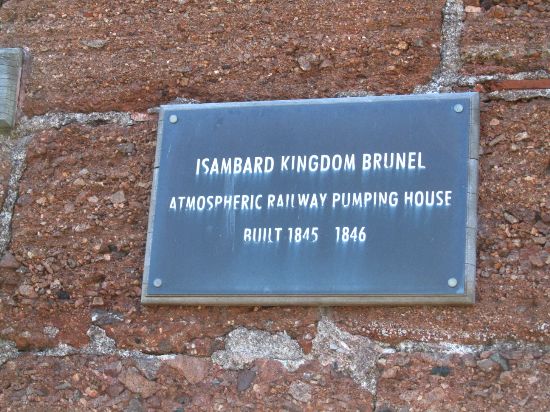 ISAMBARD KINGDOM BRUNEL
ATMOSPHERIC RAILWAY PUMPING HOUSE
BUILT 1845 1846